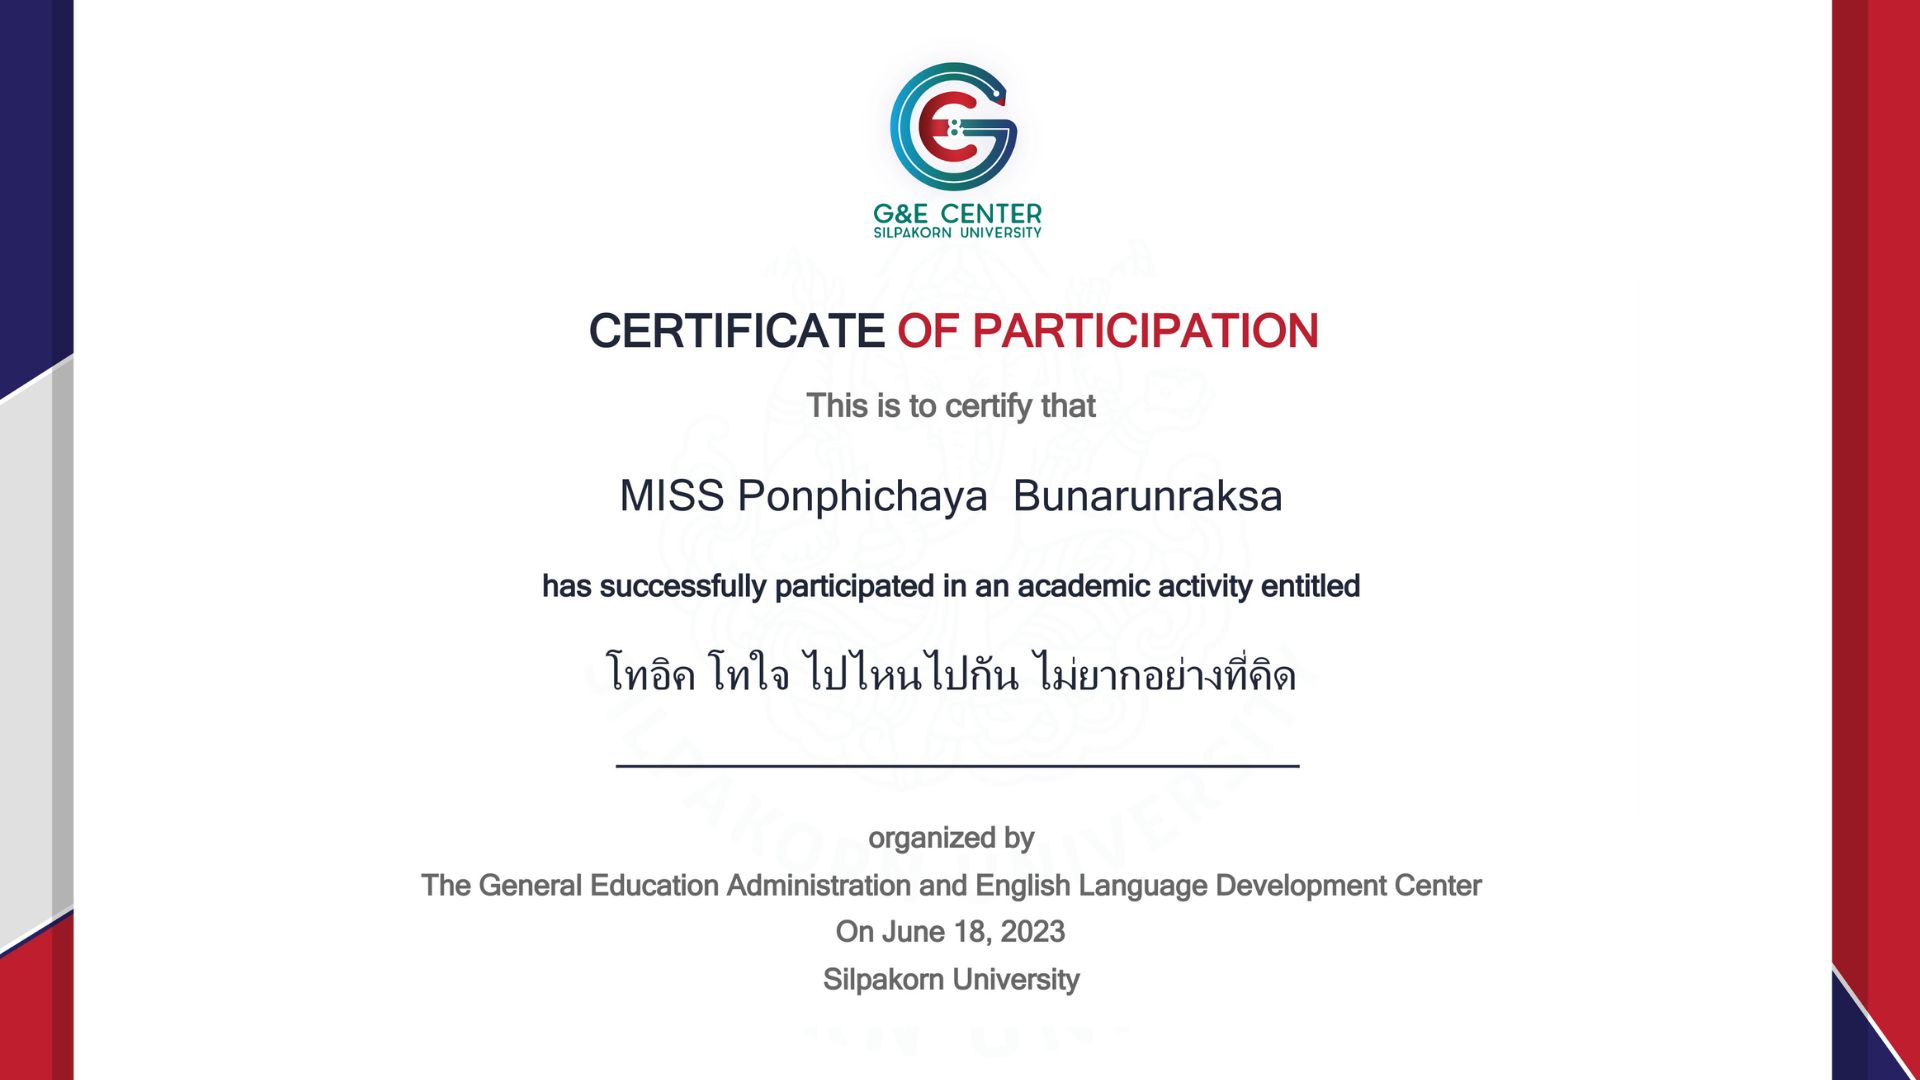 G&E CENTER
SILPAKORN UNIVERSITY
CERTIFICATE OF PARTICIPATION
This is to certify that
MISS Ponphichaya Bunarunraksa
has successfully participated in an academic activity entitled
โทอิค โทใจ ไปไหนไปกัน ไม่ยากอย่างที่คิด
organized by
The General Education Administration and English Language Development Center
On June 18, 2023
Silpakorn University
SILPAKORN UNIVERSITY